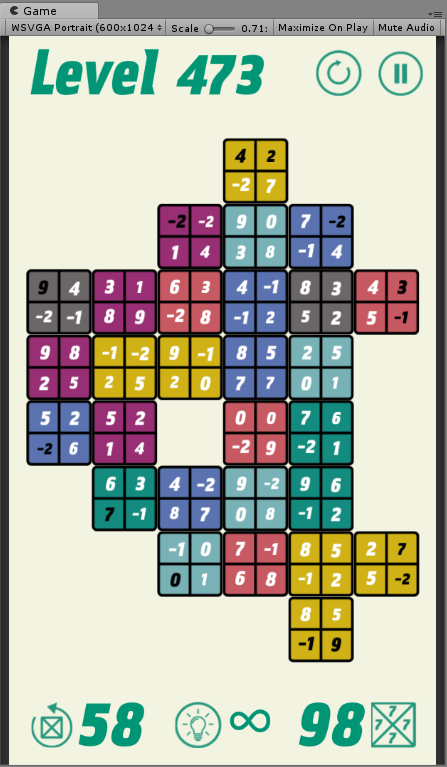 Game
WSVGA Portrait (600x1024 Scale 0.71: Maximize On Play Mute Audio
Level 473
4 2
-2 7
-2 -2 9 0 7 -2
1 4 3 8 -1 4
9 4 3 1 6 3 4 -1 8 3 4 3
-2 -1 8 9 -2 8 -1 2 5 2 5 -1
9 8 -1 -2 9 -1 8 5 2 5
2 5 2 5 2 0 7 7 0 1
5 2 5 2 0 0 7 6
-2 6 1 4 -2 9 -2 1
6 3 4 -2 9 -2 9 6
7 -1 8 7 0 8 -1 2
-1 0 7 -1 8 5 2 7
0 1 6 8 -1 2 5 -2
8 5
-1 9
58 ∞ 98 7 7 7 7